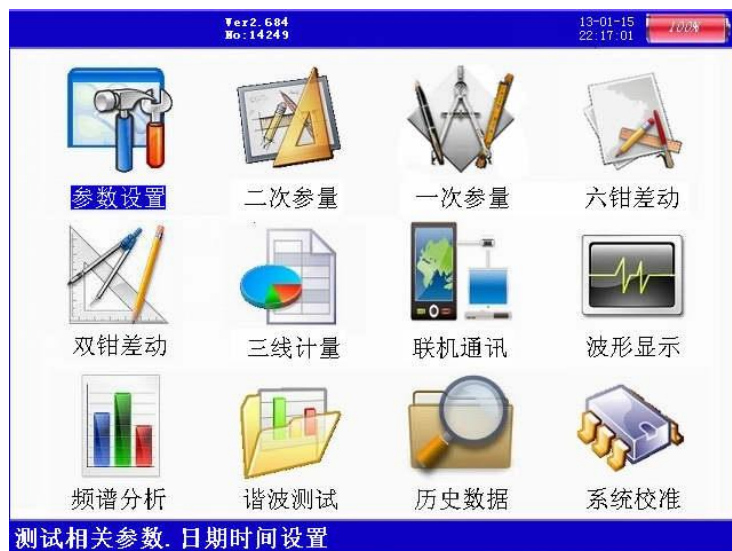 Ver2.684
No:14249
13-01-15
22:17:01
100%
参数设置
二次参量
一次参量
六钳差动
双钳差动
三线计量
联机通讯
波形显示
频谱分析
谐波测试
历史数据
系统校准
测试相关参数.日期时间设置